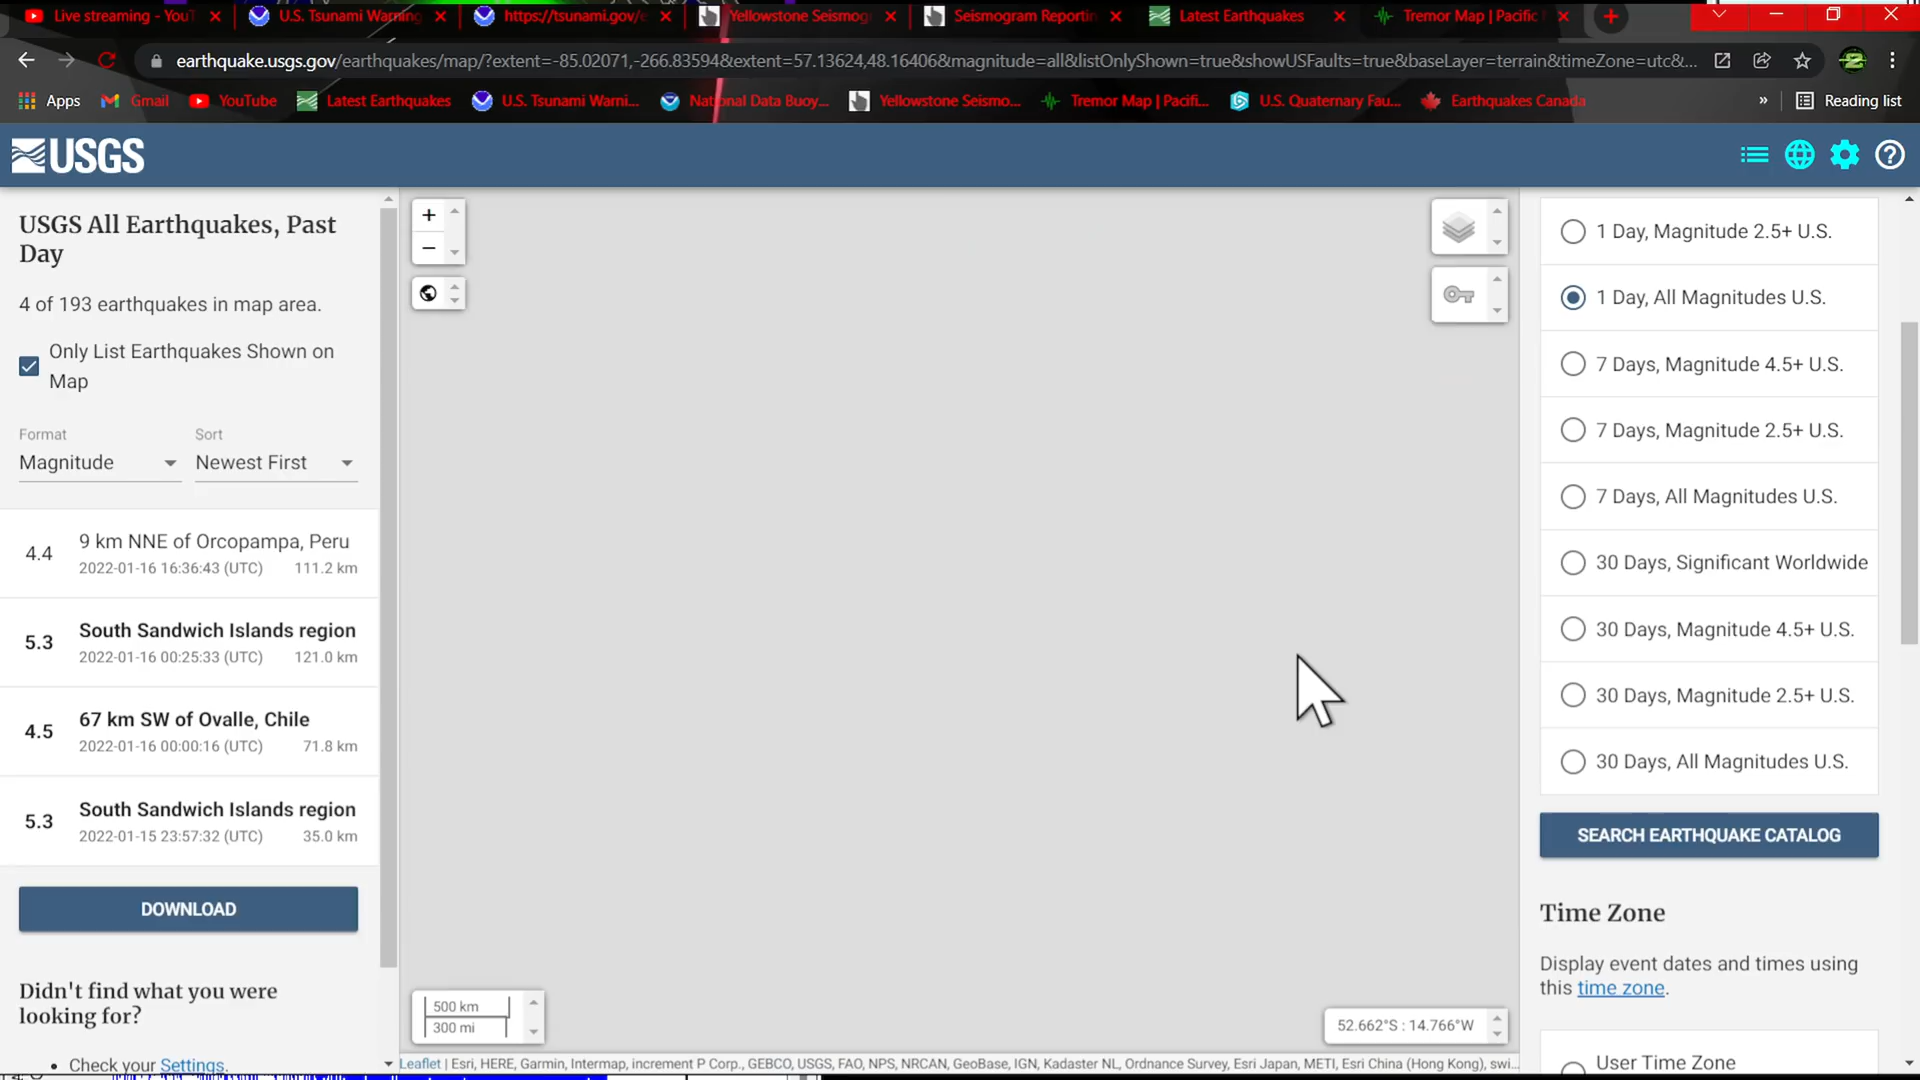 Live streaming - YouT
U.S. Tsunami Warning
https://tsunami.gov/e
Yellowstone Seismog
Seismogram Reportin
Latest Earthquakes
Tremor Map | Pacific
earthquake.usgs.gov/earthquakes/map/?extent=-85.02071,-266.83594&extent=57.13624,48.16406&magnitude=all&listOnlyShown=true&showUSFaults=true&baseLayer=terrain&timeZone=utc&...
Apps
Gmail
YouTube
Latest Earthquakes
U.S. Tsunami Warni...
National Data Buoy...
Yellowstone Seismo...
Tremor Map | Pacifi...
U.S. Quaternary Fau...
Earthquakes Canada
»
Reading list
USGS
USGS All Earthquakes, Past
Day
4 of 193 earthquakes in map area.
Only List Earthquakes Shown on
Map
Format
Sort
Magnitude
Newest First
4.4
9 km NNE of Orcopampa, Peru
2022-01-16 16:36:43 (UTC) 111.2 km
5.3
South Sandwich Islands region
2022-01-16 00:25:33 (UTC) 121.0 km
4.5
67 km SW of Ovalle, Chile
2022-01-16 00:00:16 (UTC) 71.8 km
5.3
South Sandwich Islands region
2022-01-15 23:57:32 (UTC) 35.0 km
DOWNLOAD
Didn't find what you were
looking for?
• Check your Settings.
+
−
500 km
300 mi
52.662°S : 14.766°W
Leaflet | Esri, HERE, Garmin, Intermap, increment P Corp., GEBCO, USGS, FAO, NPS, NRCAN, GeoBase, IGN, Kadaster NL, Ordnance Survey, Esri Japan, METI, Esri China (Hong Kong), swi...
1 Day, Magnitude 2.5+ U.S.
1 Day, All Magnitudes U.S.
7 Days, Magnitude 4.5+ U.S.
7 Days, Magnitude 2.5+ U.S.
7 Days, All Magnitudes U.S.
30 Days, Significant Worldwide
30 Days, Magnitude 4.5+ U.S.
30 Days, Magnitude 2.5+ U.S.
30 Days, All Magnitudes U.S.
SEARCH EARTHQUAKE CATALOG
Time Zone
Display event dates and times using
this time zone.
User Time Zone